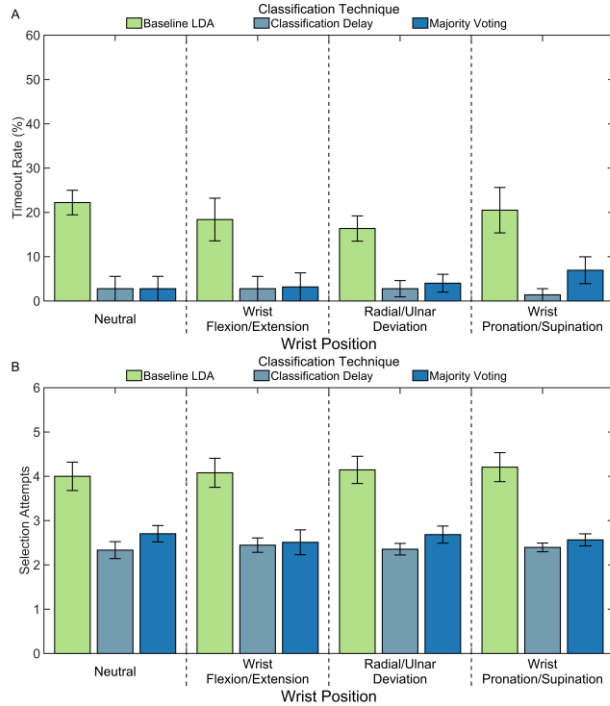 A
Classification Technique
Baseline LDA Classification Delay Majority Voting
60
50
40
30
20
10
0
Timeout Rate (%)
Neutral
Wrist
Flexion/Extension
Radial/Ulnar
Deviation
Wrist
Pronation/Supination
Wrist Position
B
Classification Technique
Baseline LDA Classification Delay Majority Voting
6
5
4
3
2
1
0
Selection Attempts
Neutral
Wrist
Flexion/Extension
Radial/Ulnar
Deviation
Wrist
Pronation/Supination
Wrist Position